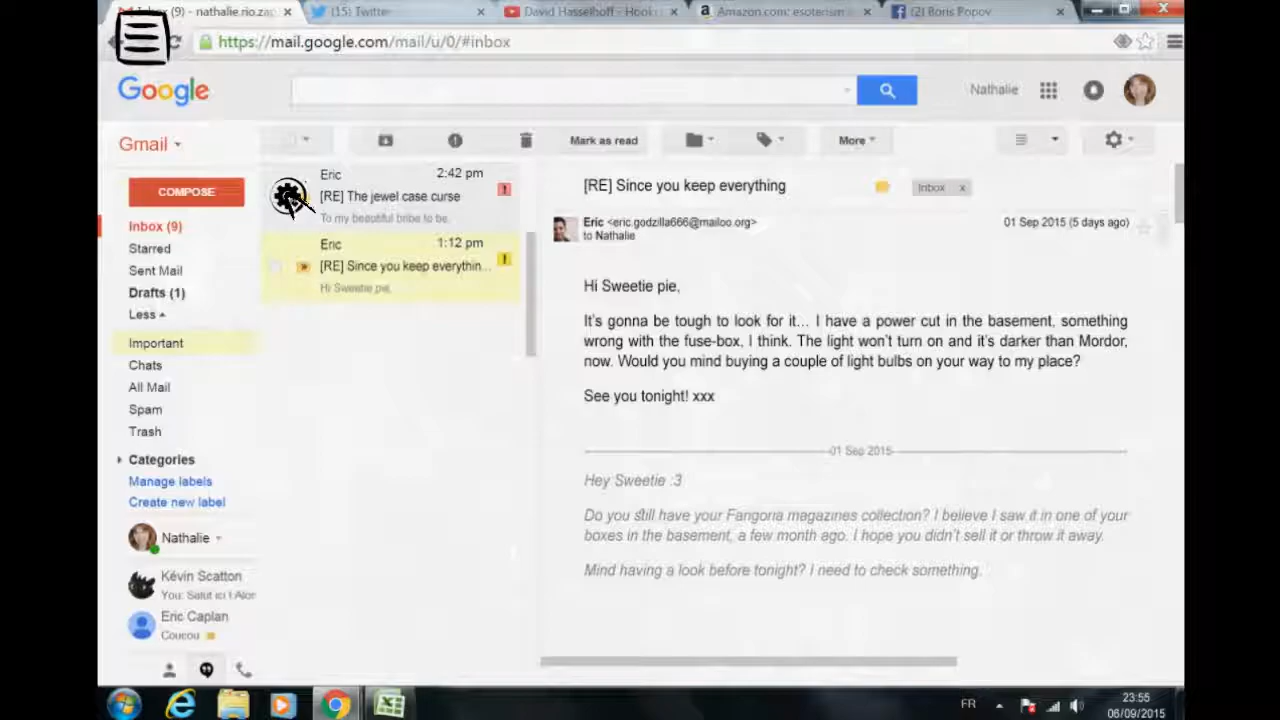 Inbox (9) - nathalie.rio.za
(15) Twitter
David Hasselhoff - Hook
Amazon.com: esoterism
(2) Boris Popov
https://mail.google.com/mail/u/0/#inbox
Google
Nathalie
Gmail
Mark as read
More
COMPOSE
Inbox (9)
Starred
Sent Mail
Drafts (1)
Less
Important
Chats
All Mail
Spam
Trash
Categories
Manage labels
Create new label
Nathalie
Kévin Scatton
You: Salut ici ! Alor
Eric Caplan
Coucou
Eric 2:42 pm
[RE] The jewel case curse
To my beautiful bribe to be,
Eric 1:12 pm
[RE] Since you keep everythin...
Hi Sweetie pie,
[RE] Since you keep everything
Inbox x
Eric <eric.godzilla666@mailoo.org> 01 Sep 2015 (5 days ago)
to Nathalie
Hi Sweetie pie,
It's gonna be tough to look for it... I have a power cut in the basement, something
wrong with the fuse-box, I think. The light won't turn on and it's darker than Mordor,
now. Would you mind buying a couple of light bulbs on your way to my place?
See you tonight! xxx
01 Sep 2015
Hey Sweetie :3
Do you still have your Fangoria magazines collection? I believe I saw it in one of your
boxes in the basement, a few month ago. I hope you didn't sell it or throw it away.
Mind having a look before tonight? I need to check something.
FR
23:55
06/09/2015